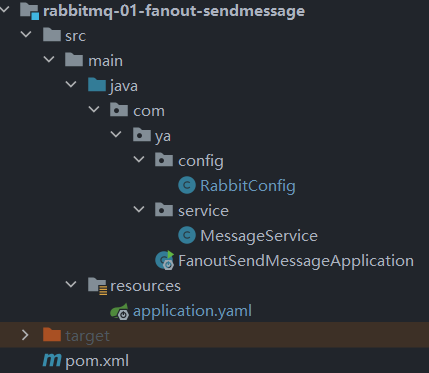 rabbitmq-01-fanout-sendmessage
src
main
java
com
ya
config
RabbitConfig
service
MessageService
FanoutSendMessageApplication
resources
application.yaml
target
pom.xml